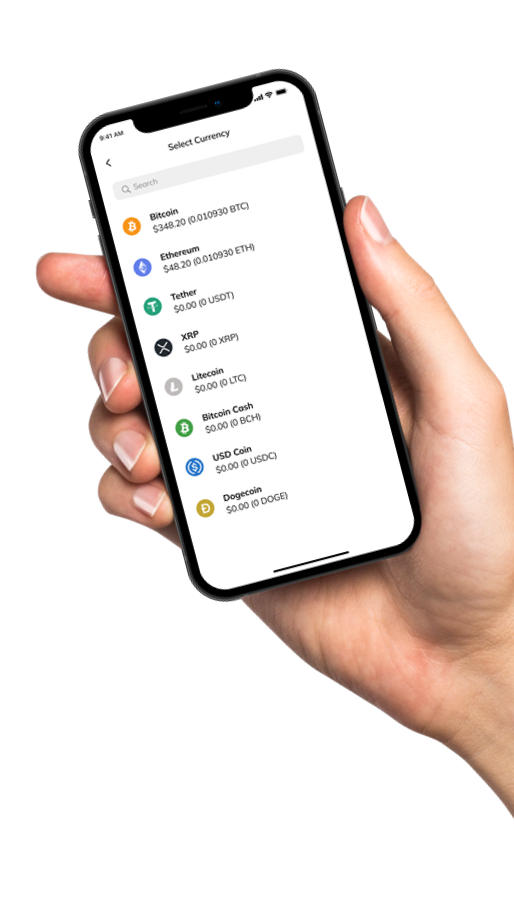 9:41 AM
Select Currency
Search
Bitcoin
$348.20 (0.010930 BTC)
Ethereum
$48.20 (0.010930 ETH)
Tether
$0.00 (0 USDT)
XRP
$0.00 (0 XRP)
Litecoin
$0.00 (0 LTC)
Bitcoin Cash
$0.00 (0 BCH)
USD Coin
$0.00 (0 USDC)
Dogecoin
$0.00 (0 DOGE)